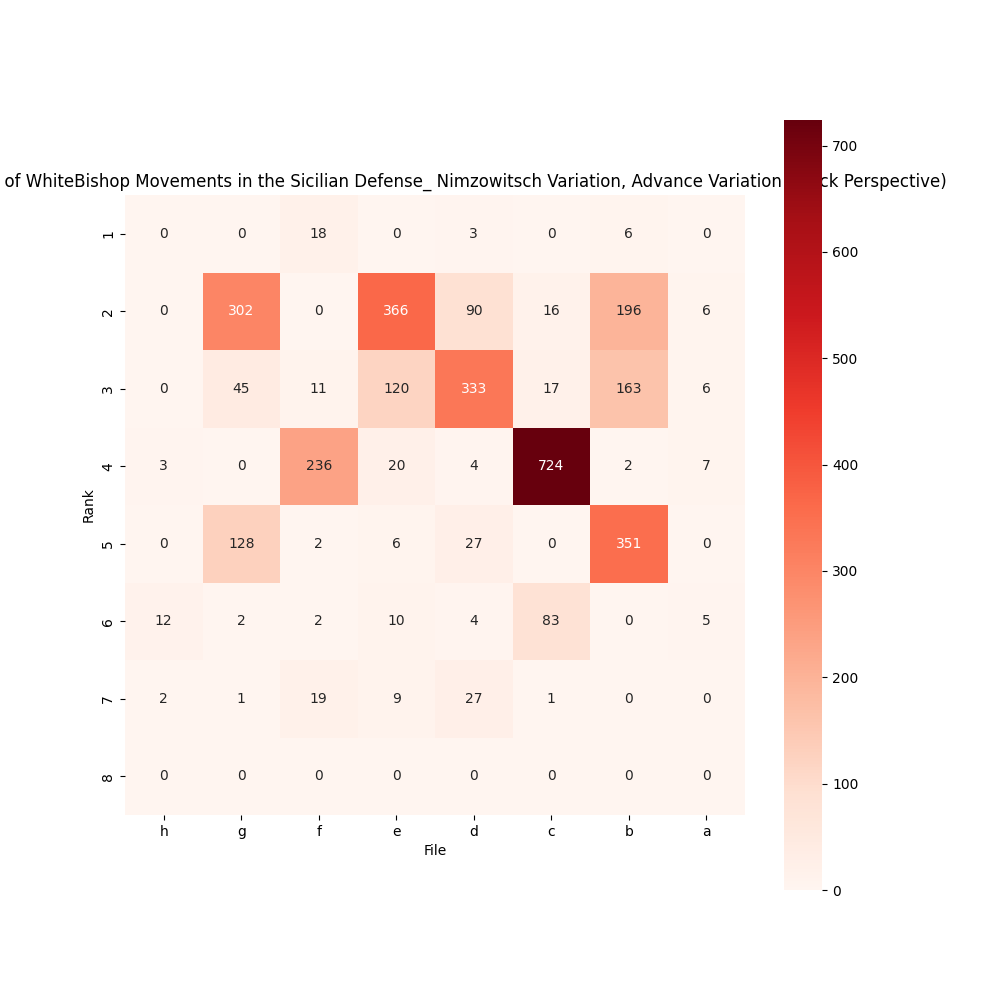 of WhiteBishop Movements in the Sicilian Defense_ Nimzowitsch Variation, Advance Variation ck Perspective)
700
600
500
400
300
200
100
0
Rank
1 0 0 18 0 3 0 6 0
2 0 302 0 366 90 16 196 6
3 0 45 11 120 333 17 163 6
4 3 0 236 20 4 724 2 7
5 0 128 2 6 27 0 351 0
6 12 2 2 10 4 83 0 5
7 2 1 19 9 27 1 0 0
8 0 0 0 0 0 0 0 0
h g f e d c b a
File